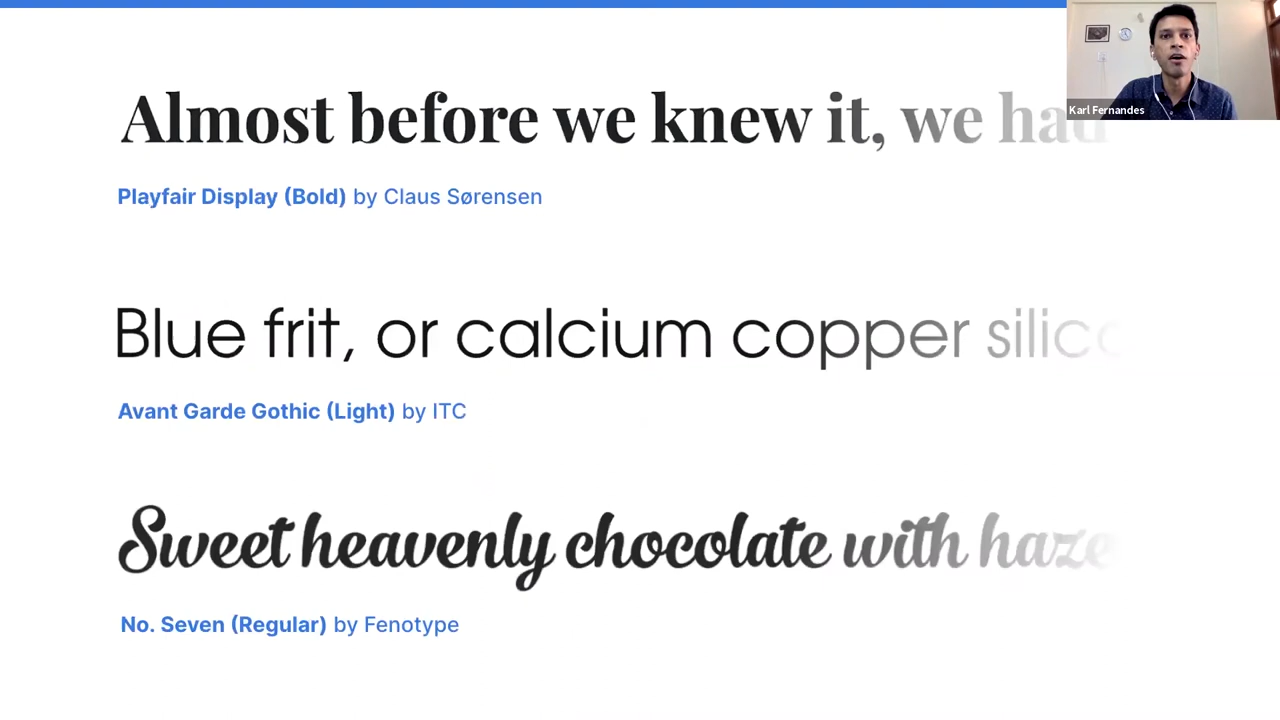 Almost before we knew it, we had
Karl Fernandes
Playfair Display (Bold) by Claus Sørensen
Blue frit, or calcium copper
Avant Garde Gothic (Light) by ITC
Sweet heavenly chocolate with
No. Seven (Regular) by Fenotype